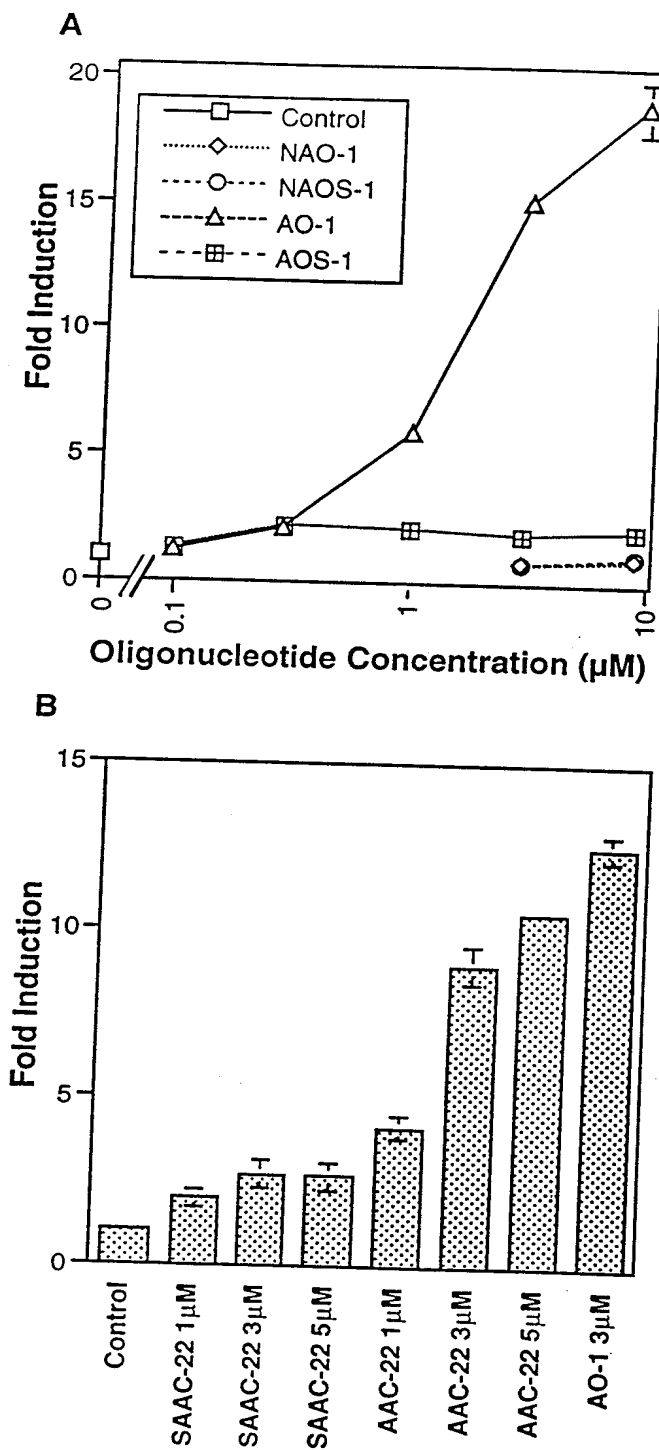 A
20
15
10
5
0
Fold Induction
Control
NAO-1
NAOS-1
AO-1
AOS-1
0
0.1
1
10
Oligonucleotide Concentration (µM)
B
15
10
5
0
Fold Induction
Control
SAAC-22 1µM
SAAC-22 3µM
SAAC-22 5µM
AAC-22 1µM
AAC-22 3µM
AAC-22 5µM
AO-1 3µM